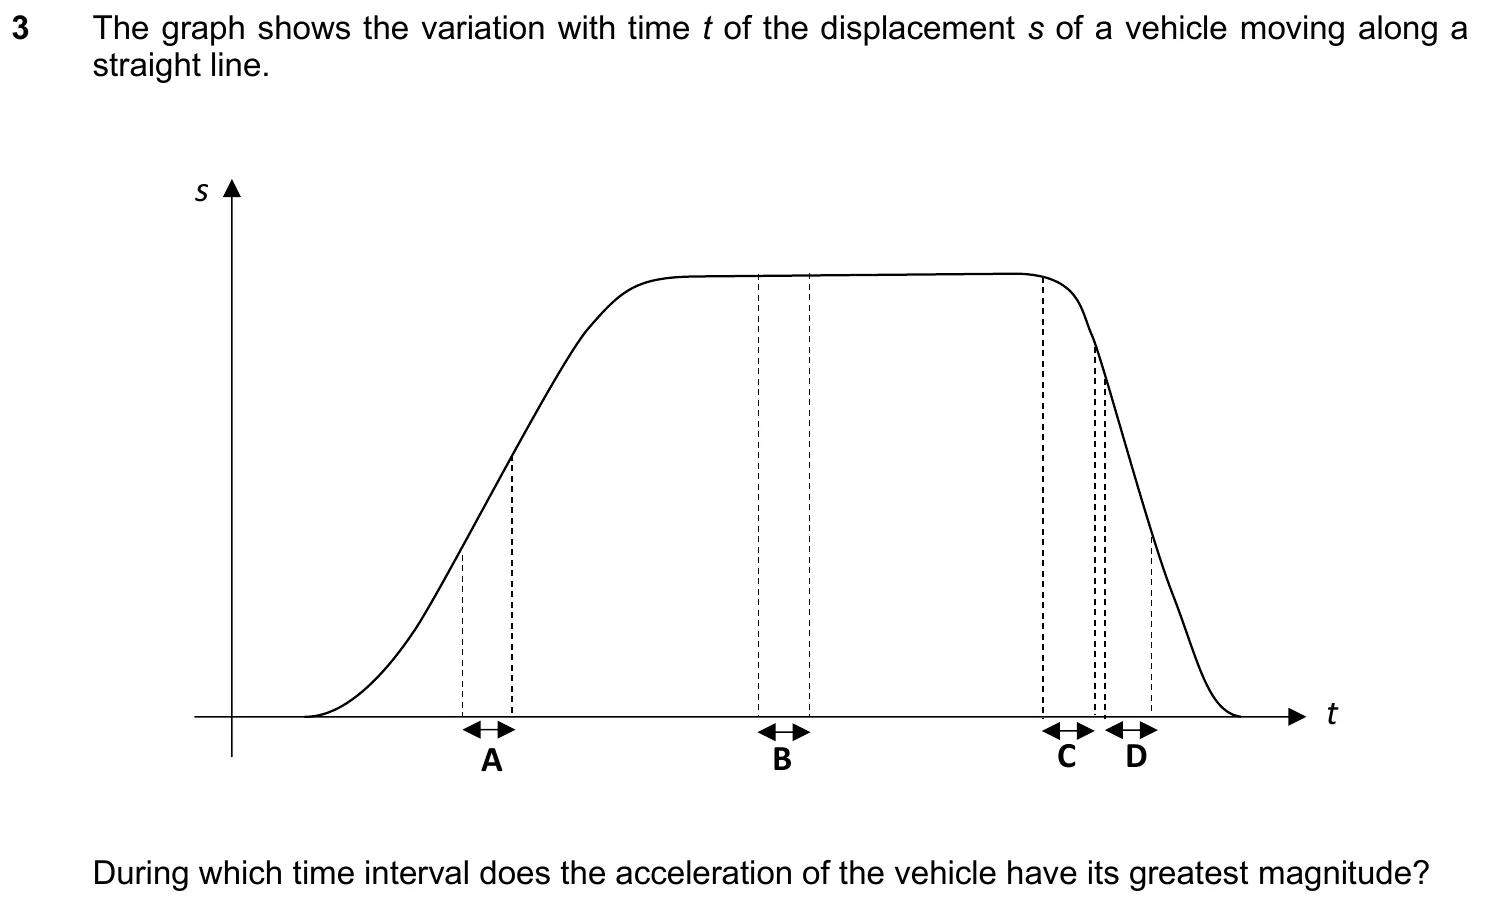 3 The graph shows the variation with time t of the displacement s of a vehicle moving along a
straight line.
s
t
A B C D
During which time interval does the acceleration of the vehicle have its greatest magnitude?